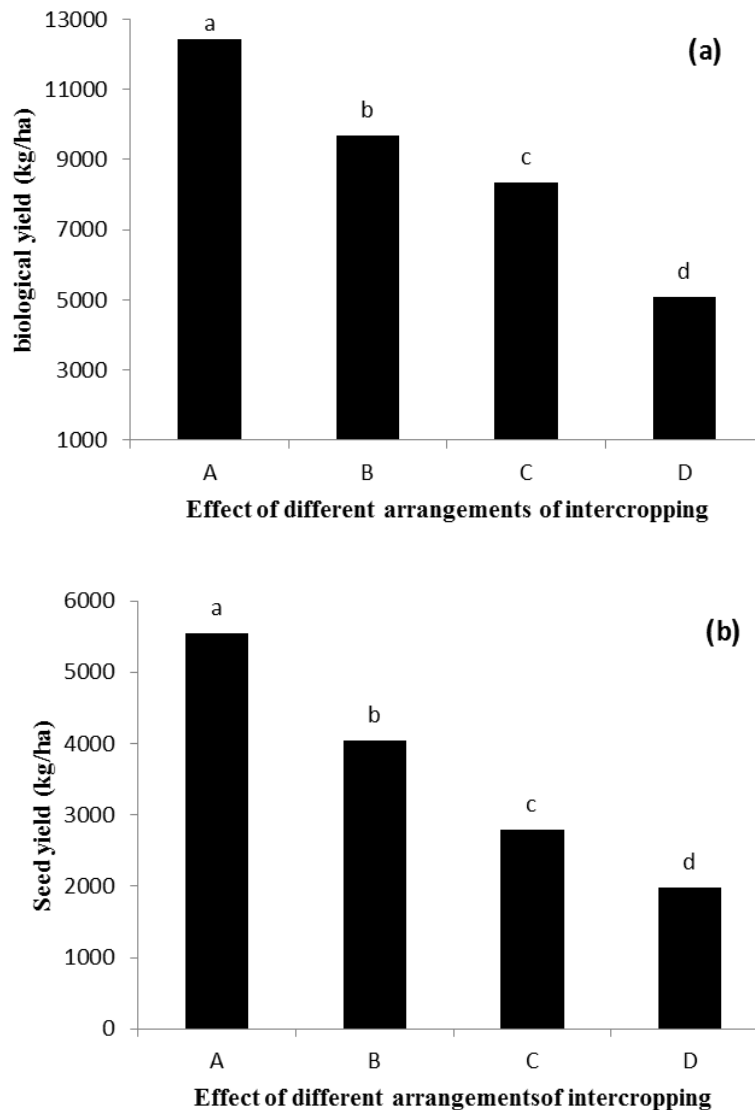 13000
11000
9000
7000
5000
3000
1000
biological yield (kg/ha)
a
b
c
d
(a)
A B C D
Effect of different arrangements of intercropping
6000
5000
4000
3000
2000
1000
0
Seed yield (kg/ha)
a
b
c
d
(b)
A B C D
Effect of different arrangementsof intercropping